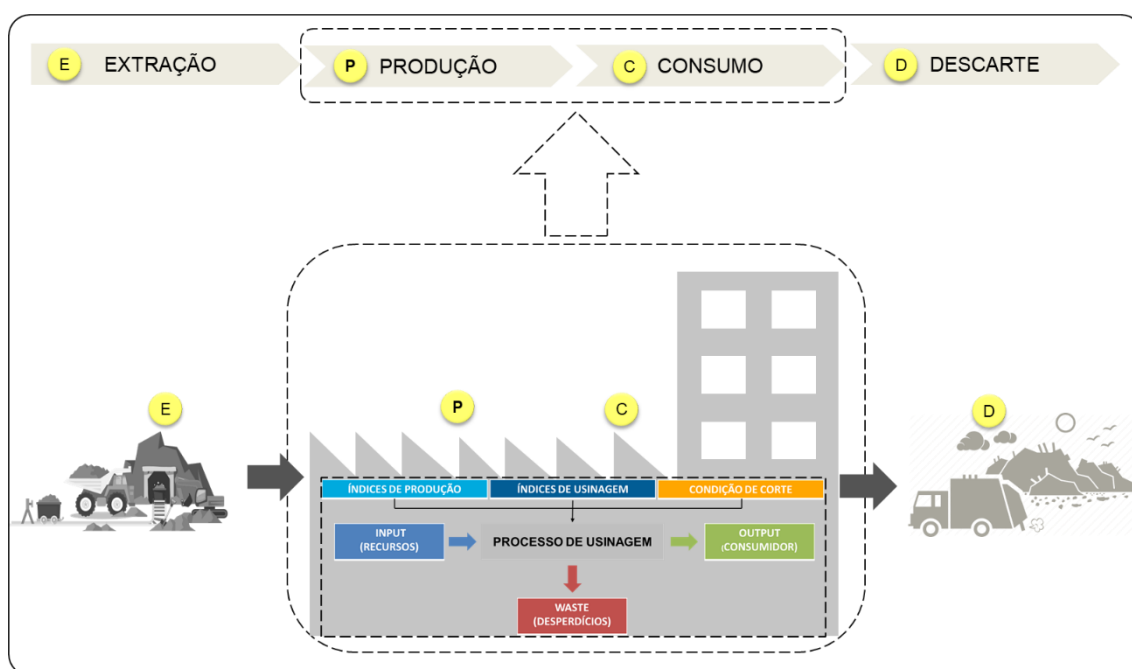 E EXTRAÇÃO
P PRODUÇÃO
C CONSUMO
D DESCARTE
E
P
C
D
ÍNDICES DE PRODUÇÃO
ÍNDICES DE USINAGEM
CONDIÇÃO DE CORTE
INPUT
(RECURSOS)
PROCESSO DE USINAGEM
OUTPUT
(CONSUMIDOR)
WASTE
(DESPERDÍCIOS)